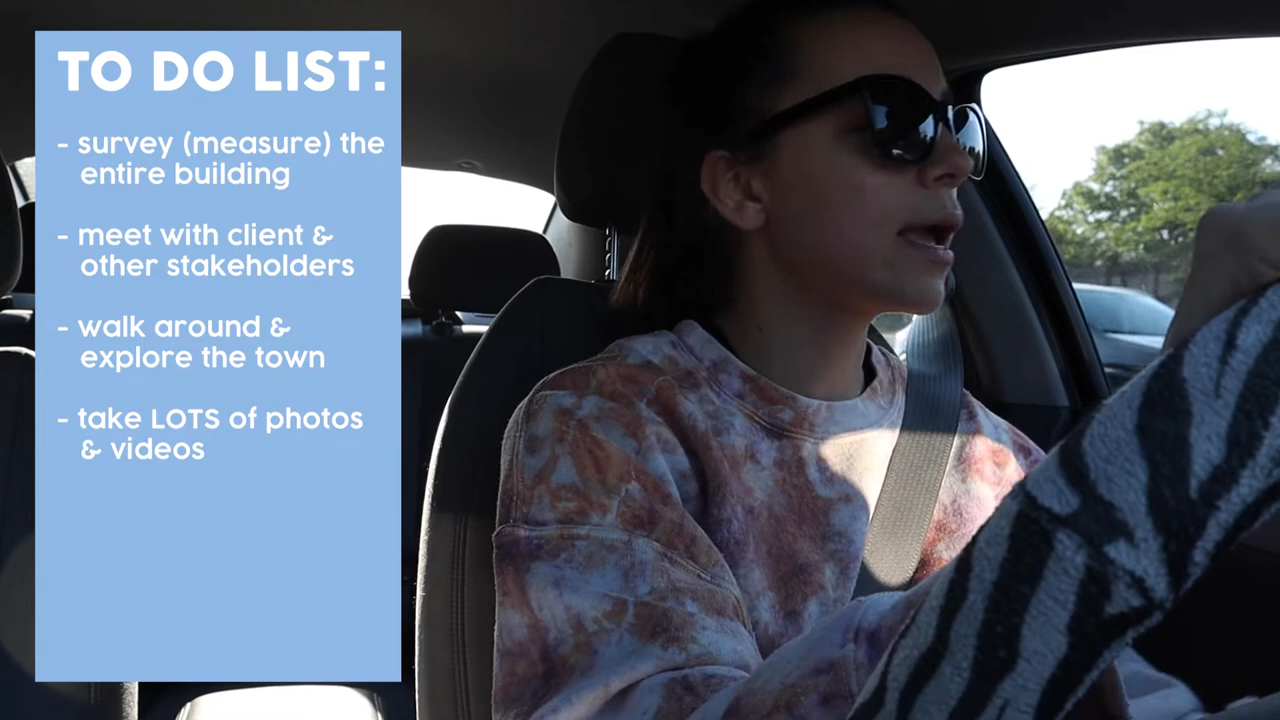 TO DO LIST:
- survey (measure) the
entire building
- meet with client &
other stakeholders
- walk around &
explore the town
- take LOTS of photos
& videos